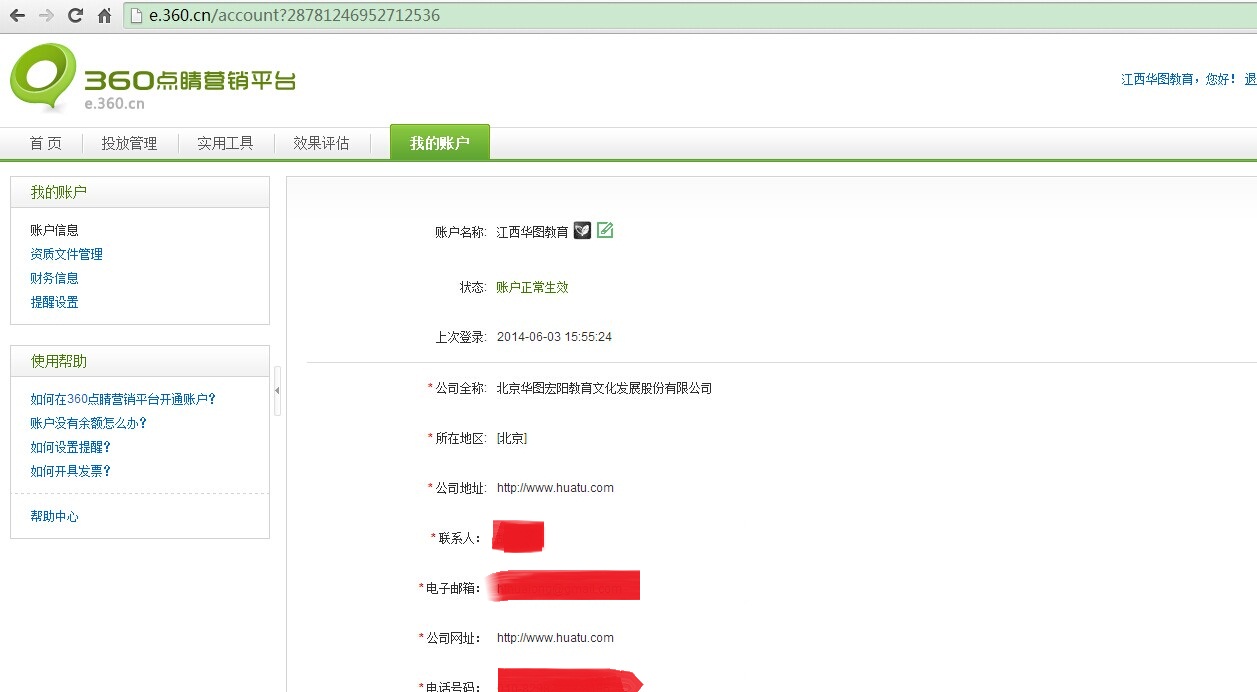 e.360.cn/account?28781246952712536
360点睛营销平台
e.360.cn
江西华图教育，您好！ 退
首 页 投放管理 实用工具 效果评估 我的账户
我的账户
账户信息
资质文件管理
财务信息
提醒设置
使用帮助
如何在360点睛营销平台开通账户？
账户没有余额怎么办？
如何设置提醒？
如何开具发票？
帮助中心
账户名称: 江西华图教育
状态: 账户正常生效
上次登录: 2014-06-03 15:55:24
*公司全称: 北京华图宏阳教育文化发展股份有限公司
*所在地区: [北京]
*公司地址: http://www.huatu.com
*联系人：
*电子邮箱：
*公司网址： http://www.huatu.com
*电话号码：